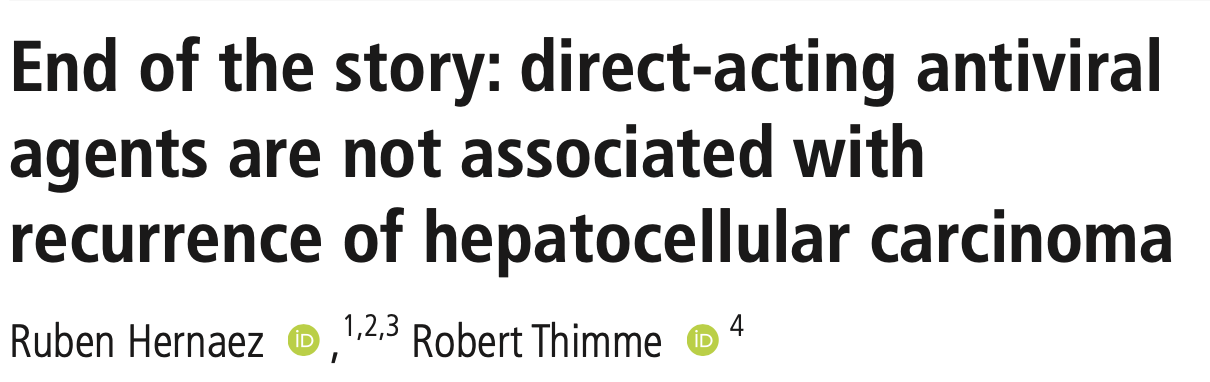 End of the story: direct-acting antiviral
agents are not associated with
recurrence of hepatocellular carcinoma
Ruben Hernaez iD ,1,2,3 Robert Thimme iD 4